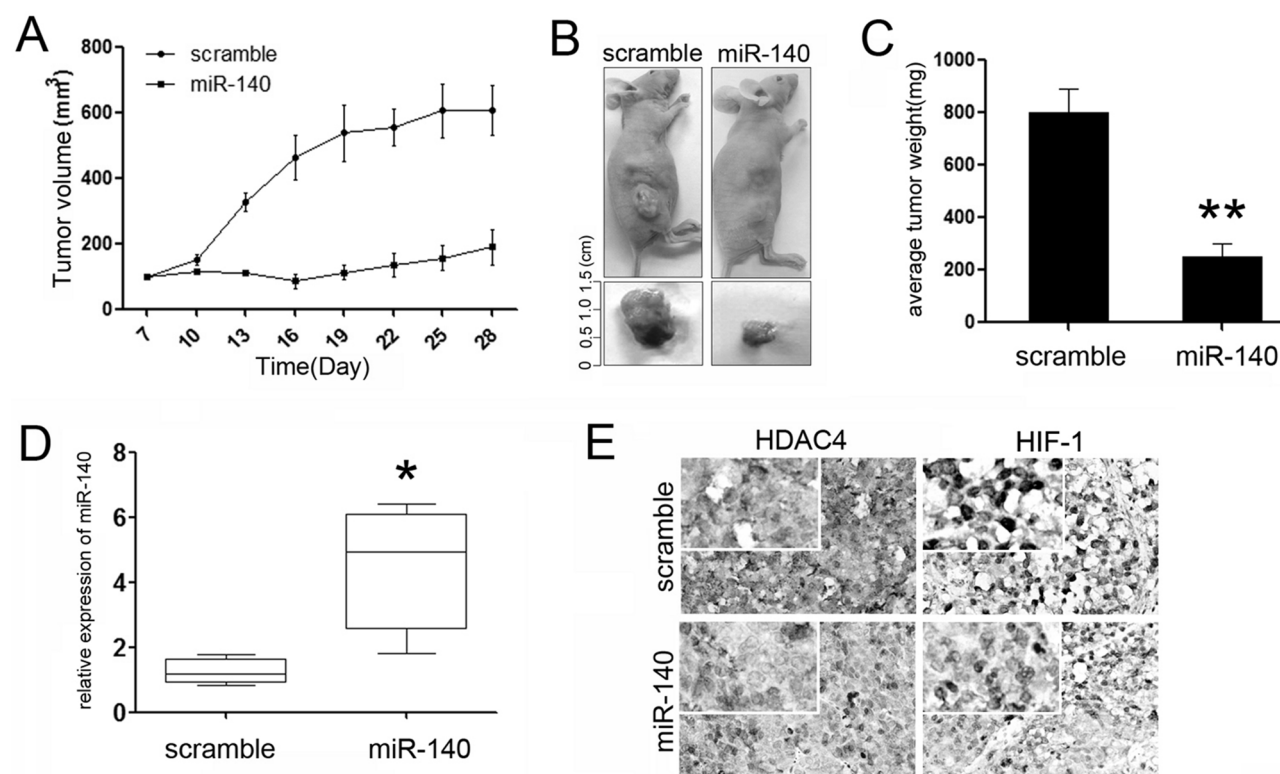 A
Tumor volume (mm3)
800
600
400
200
0
scramble
miR-140
7 10 13 16 19 22 25 28
Time(Day)
B
scramble miR-140
0 0.5 1.0 1.5 (cm)
C
average tumor weight(mg)
1000
800
600
400
200
0
**
scramble miR-140
D
relative expression of miR-140
8
6
4
2
0
*
scramble miR-140
E
HDAC4 HIF-1
scramble
miR-140